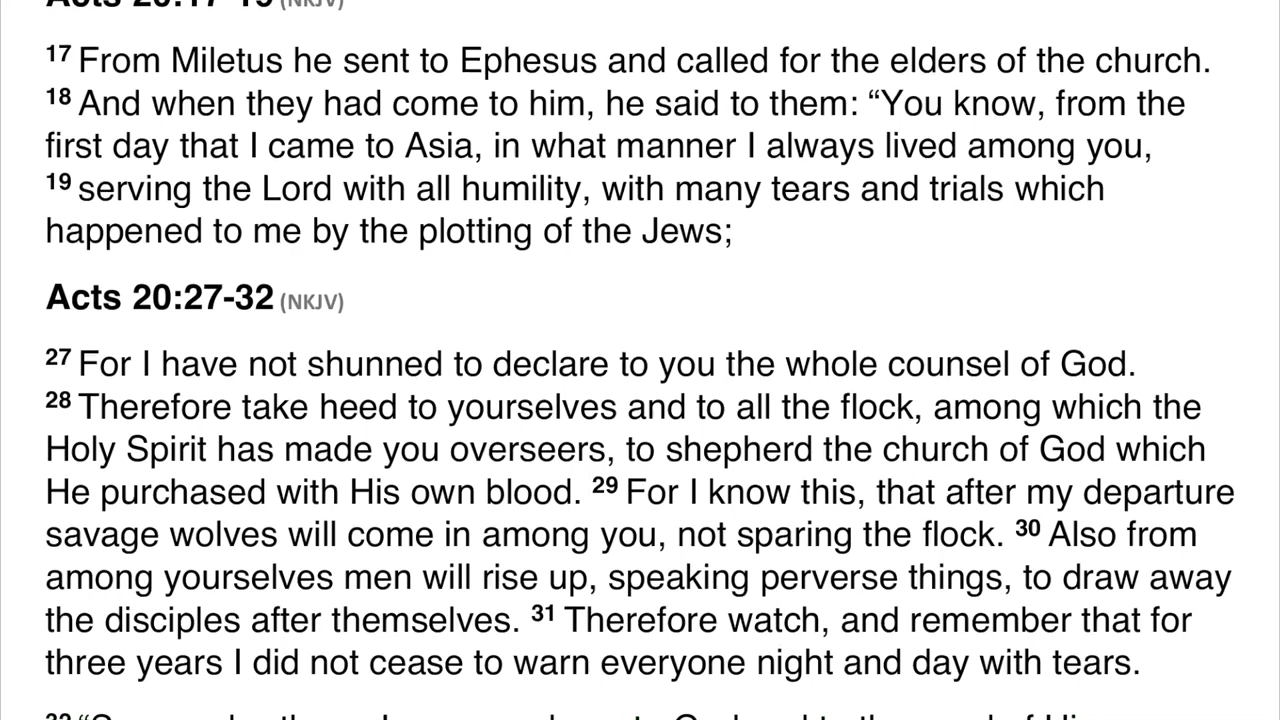 Acts 20:17-19 (NKJV)
17 From Miletus he sent to Ephesus and called for the elders of the church.
18 And when they had come to him, he said to them: “You know, from the
first day that I came to Asia, in what manner I always lived among you,
19 serving the Lord with all humility, with many tears and trials which
happened to me by the plotting of the Jews;
Acts 20:27-32 (NKJV)
27 For I have not shunned to declare to you the whole counsel of God.
28 Therefore take heed to yourselves and to all the flock, among which the
Holy Spirit has made you overseers, to shepherd the church of God which
He purchased with His own blood. 29 For I know this, that after my departure
savage wolves will come in among you, not sparing the flock. 30 Also from
among yourselves men will rise up, speaking perverse things, to draw away
the disciples after themselves. 31 Therefore watch, and remember that for
three years I did not cease to warn everyone night and day with tears.